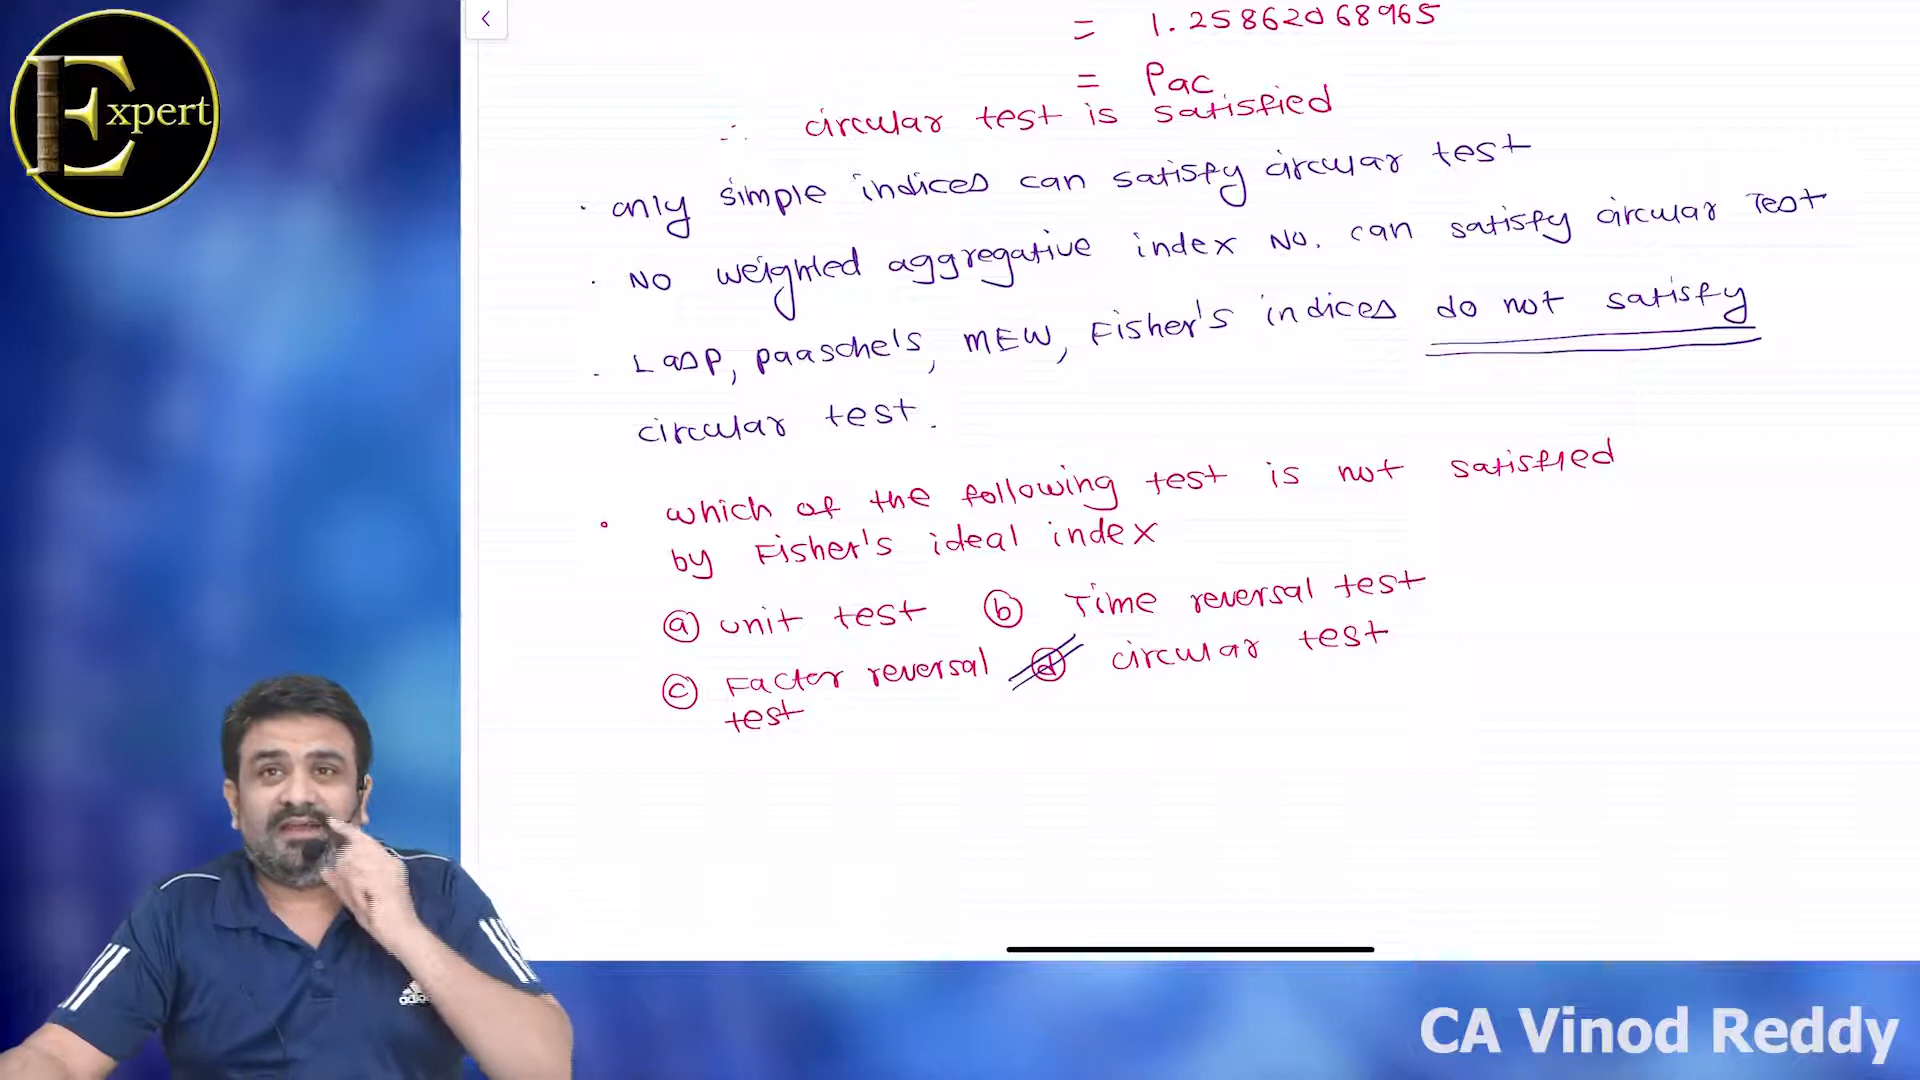 Expert
= 1.25862068965
= Pac
∴ circular test is satisfied
· only simple indices can satisfy circular test
· No weighted aggregative index No. can satisfy circular Test
· Lasp, paasche's, MEW, Fisher's indices do not satisfy
circular test.
· which of the following test is not satisfied
by Fisher's ideal index
ⓐ unit test ⓑ Time reversal test
ⓒ Factor reversal ⓓ circular test
test
adidas
CA Vinod Reddy